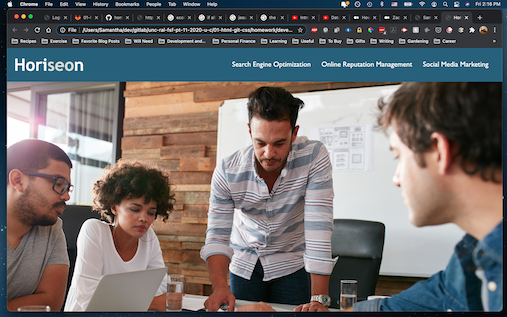 Chrome File Edit View History Bookmarks People Tab Window Help
Fri 2:16 PM
File /Users/Samantha/dev/gitlab/unc-ral-fsf-pt-11-2020-u-c/01-html-git-css/homework/deve...
Recipes Exercise Favorite Blog Posts Will Need Development and... Personal Finance Learning Useful To Buy Gifts Words Gardening Career
Horiseon
Search Engine Optimization Online Reputation Management Social Media Marketing